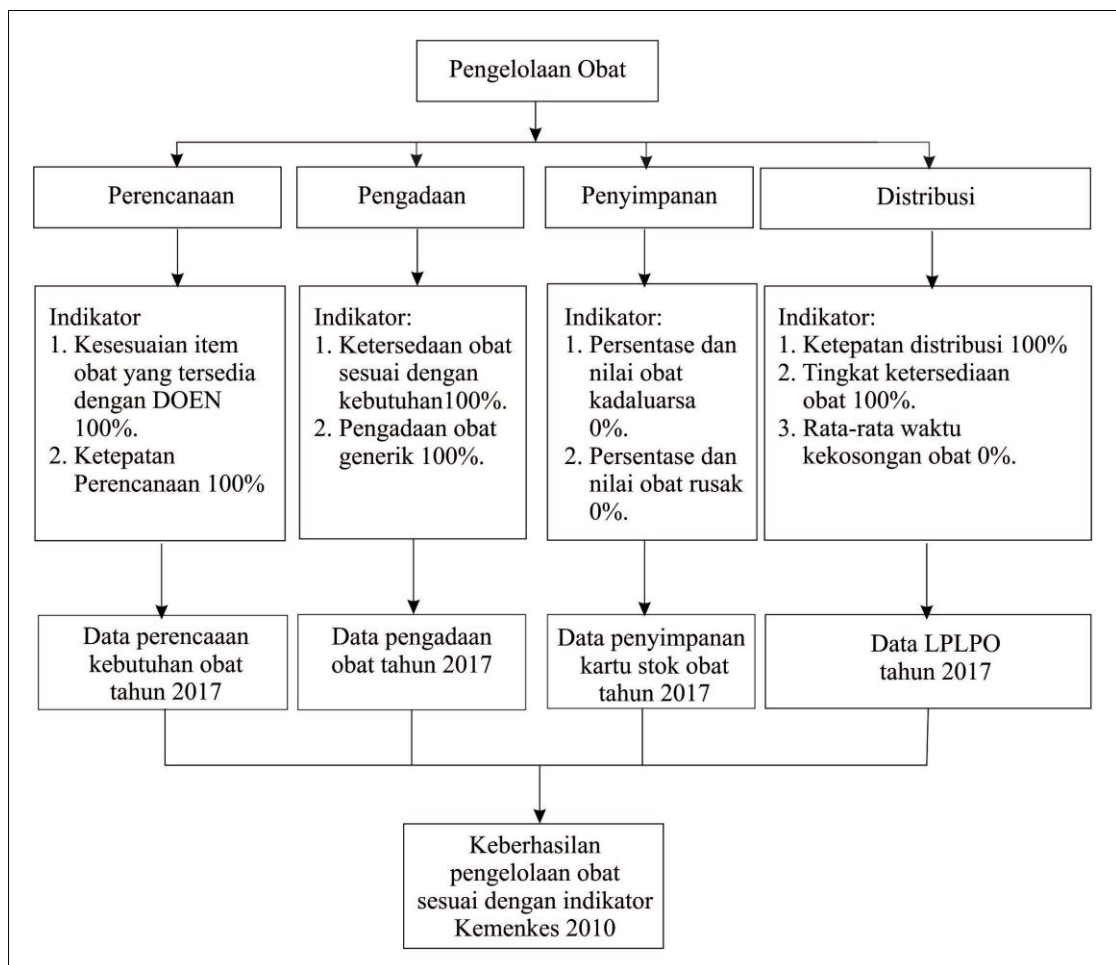 Pengelolaan Obat
Perencanaan
Pengadaan
Penyimpanan
Distribusi
Indikator
1. Kesesuaian item
obat yang tersedia
dengan DOEN
100%.
2. Ketepatan
Perencanaan 100%
Indikator:
1. Ketersedaan obat
sesuai dengan
kebutuhan100%.
2. Pengadaan obat
generik 100%.
Indikator:
1. Persentase dan
nilai obat
kadaluarsa
0%.
2. Persentase dan
nilai obat rusak
0%.
Indikator:
1. Ketepatan distribusi 100%
2. Tingkat ketersediaan
obat 100%.
3. Rata-rata waktu
kekosongan obat 0%.
Data perencaaan
kebutuhan obat
tahun 2017
Data pengadaan
obat tahun 2017
Data penyimpanan
kartu stok obat
tahun 2017
Data LPLPO
tahun 2017
Keberhasilan
pengelolaan obat
sesuai dengan indikator
Kemenkes 2010